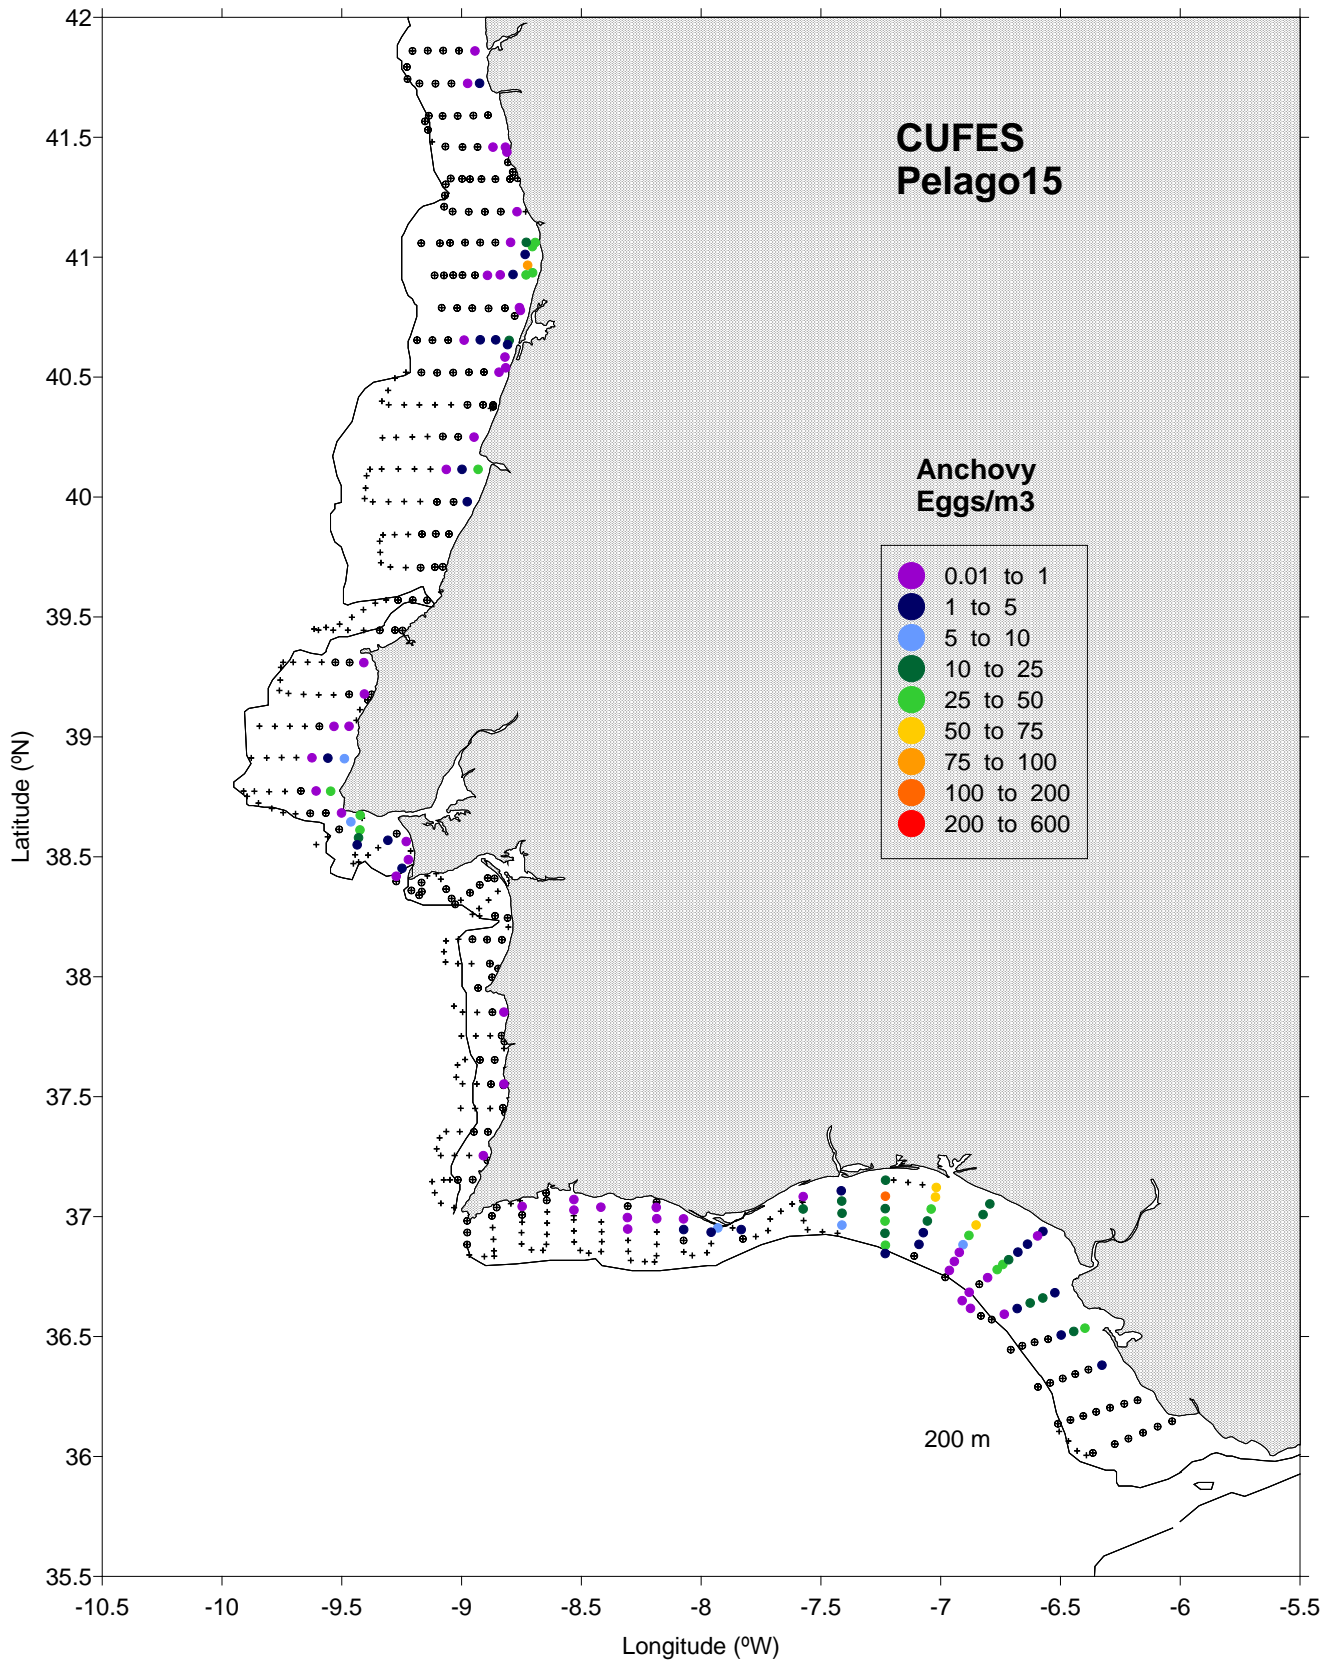 42
41.5
41
40.5
40
39.5
39
38.5
38
37.5
37
36.5
36
35.5
Latitude (ºN)
CUFES
Pelago15
Anchovy
Eggs/m3
0.01 to 1
1 to 5
5 to 10
10 to 25
25 to 50
50 to 75
75 to 100
100 to 200
200 to 600
200 m
-10.5 -10 -9.5 -9 -8.5 -8 -7.5 -7 -6.5 -6 -5.5
Longitude (ºW)